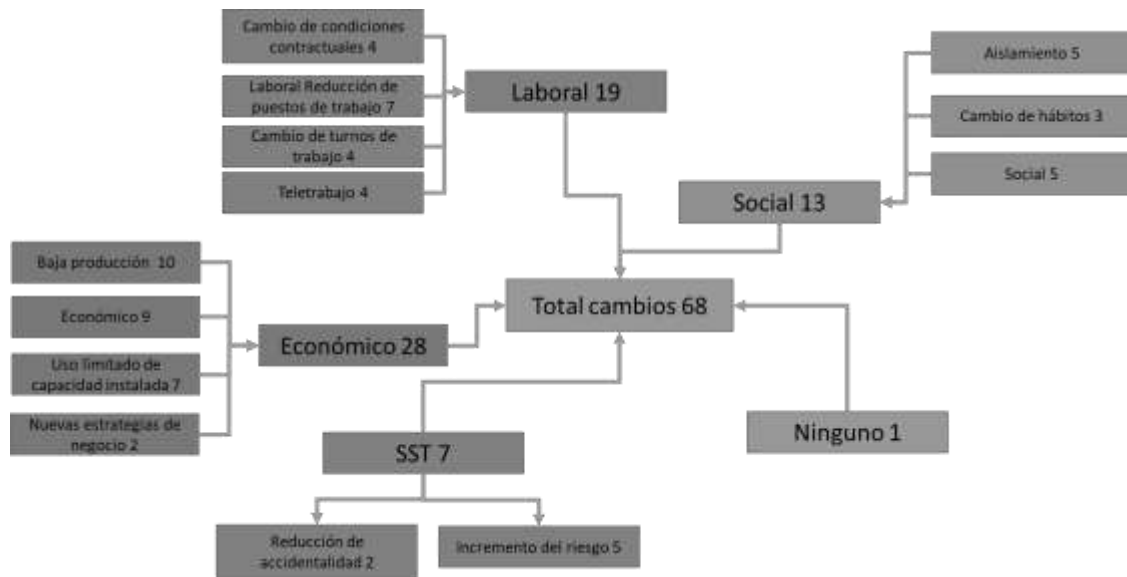 Cambio de condiciones
contractuales 4
Laboral Reducción de
puestos de trabajo 7
Cambio de turnos de
trabajo 4
Teletrabajo 4
Laboral 19
Aislamiento 5
Cambio de hábitos 3
Social 5
Social 13
Baja producción 10
Económico 9
Uso limitado de
capacidad instalada 7
Nuevas estrategias de
negocio 2
Económico 28
Total cambios 68
Ninguno 1
SST 7
Reducción de
accidentalidad 2
Incremento del riesgo 5